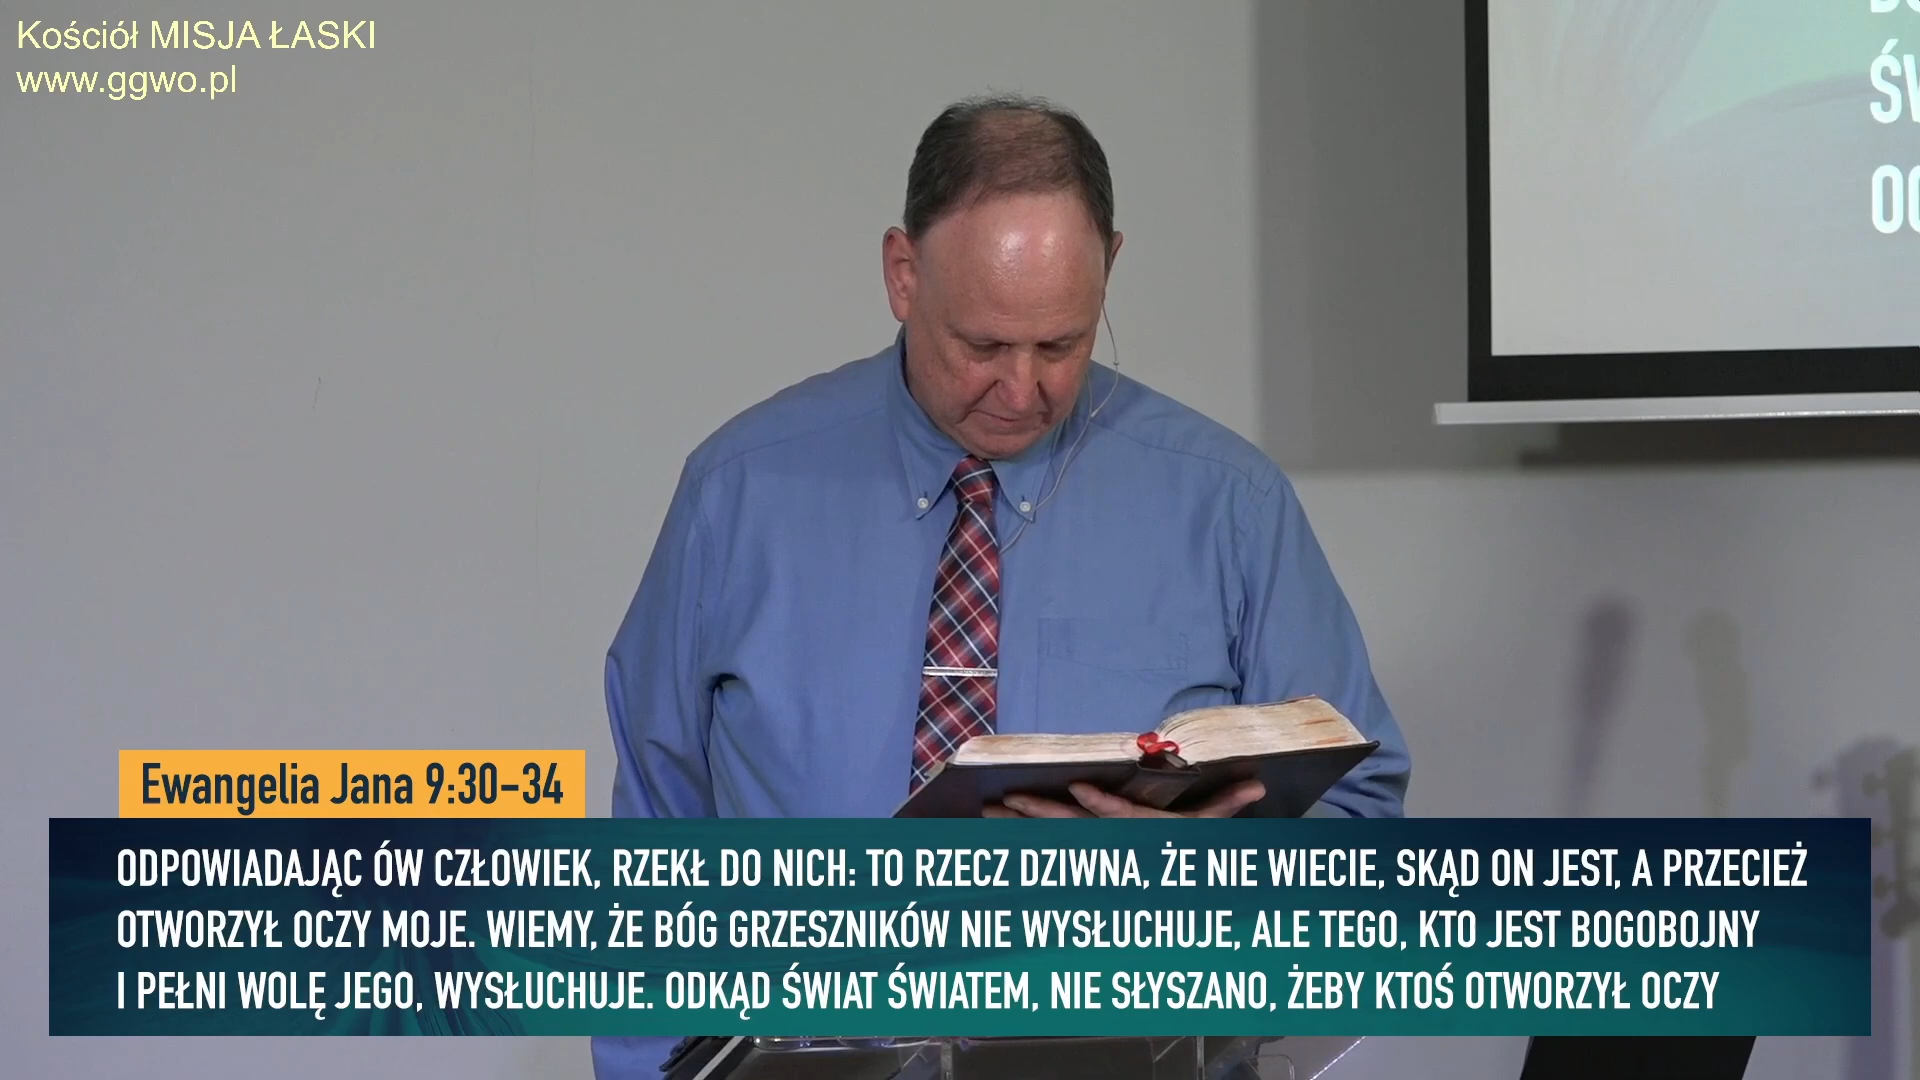 Kościół MISJA ŁASKI
www.ggwo.pl
Ewangelia Jana 9:30–34
ODPOWIADAJĄC ÓW CZŁOWIEK, RZEKŁ DO NICH: TO RZECZ DZIWNA, ŻE NIE WIECIE, SKĄD ON JEST, A PRZECIEŻ
OTWORZYŁ OCZY MOJE. WIEMY, ŻE BÓG GRZESZNIKÓW NIE WYSŁUCHUJE, ALE TEGO, KTO JEST BOGOBOJNY
I PEŁNI WOLĘ JEGO, WYSŁUCHUJE. ODKĄD ŚWIAT ŚWIATEM, NIE SŁYSZANO, ŻEBY KTOŚ OTWORZYŁ OCZY